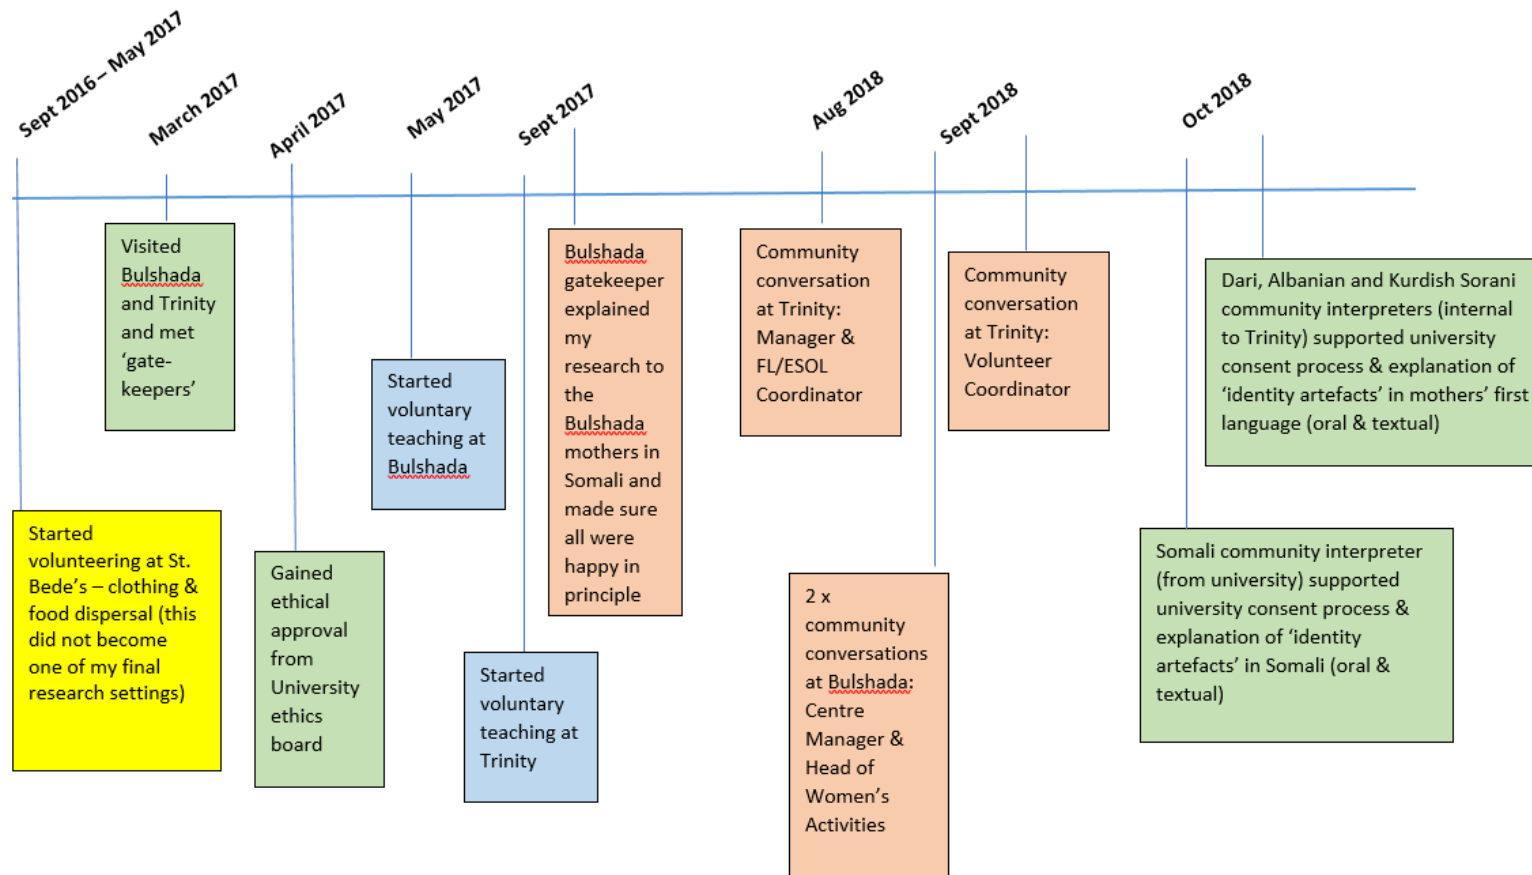 Sept 2016 – May 2017
March 2017
April 2017
May 2017
Sept 2017
Aug 2018
Sept 2018
Oct 2018
Visited
Bulshada
and Trinity
and met
‘gate-
keepers’
Bulshada
gatekeeper
explained
my
research to
the
Bulshada
mothers in
Somali and
made sure
all were
happy in
principle
Community
conversation
at Trinity:
Manager &
FL/ESOL
Coordinator
Community
conversation
at Trinity:
Volunteer
Coordinator
Dari, Albanian and Kurdish Sorani
community interpreters (internal
to Trinity) supported university
consent process & explanation of
‘identity artefacts’ in mothers’ first
language (oral & textual)
Started
voluntary
teaching at
Bulshada
Started
volunteering at St.
Bede’s – clothing &
food dispersal (this
did not become
one of my final
research settings)
Gained
ethical
approval
from
University
ethics
board
Started
voluntary
teaching at
Trinity
2 x
community
conversations
at Bulshada:
Centre
Manager &
Head of
Women’s
Activities
Somali community interpreter
(from university) supported
university consent process &
explanation of ‘identity
artefacts’ in Somali (oral &
textual)